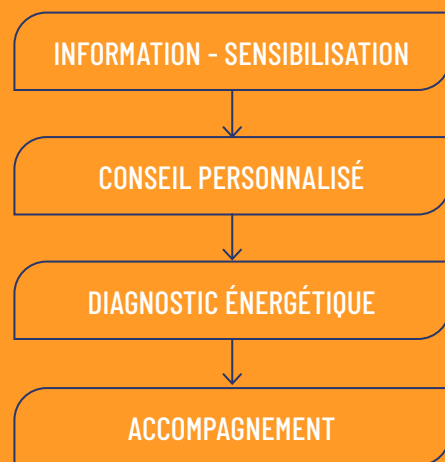 INFORMATION - SENSIBILISATION
CONSEIL PERSONNALISÉ
DIAGNOSTIC ÉNERGÉTIQUE
ACCOMPAGNEMENT